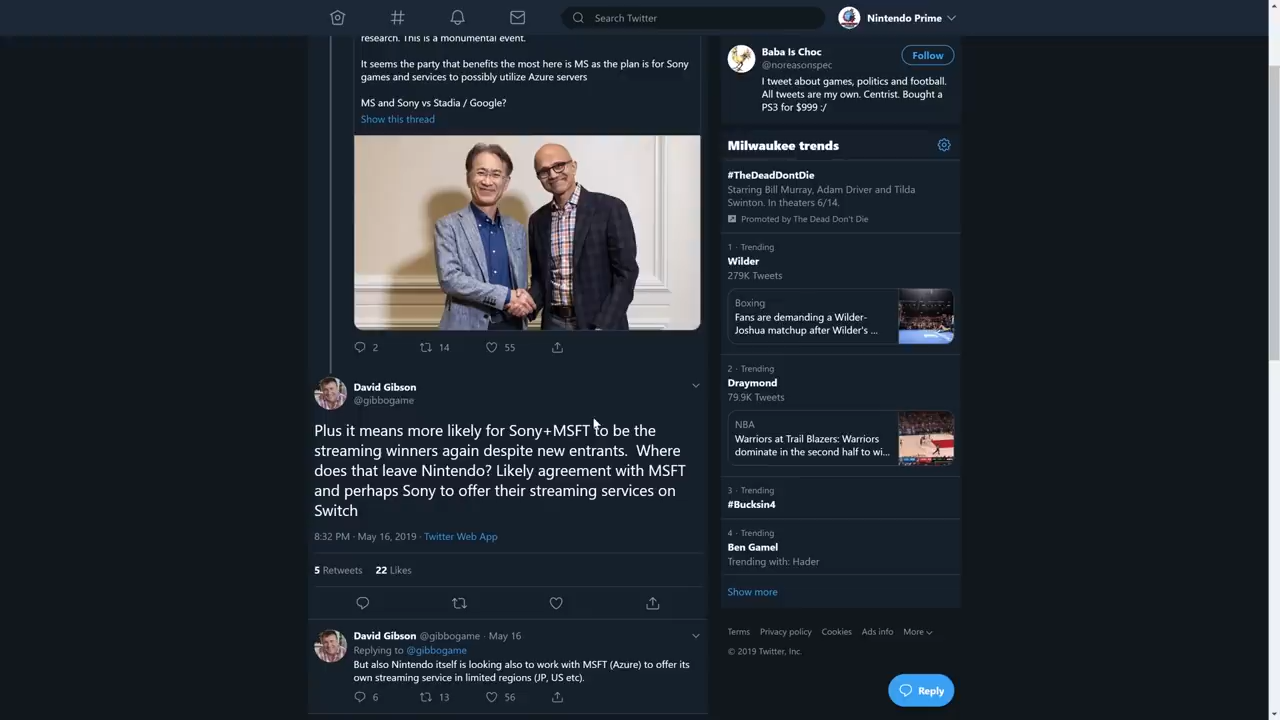 Search Twitter
Nintendo Prime
research. This is a monumental event.
It seems the party that benefits the most here is MS as the plan is for Sony
games and services to possibly utilize Azure servers
MS and Sony vs Stadia / Google?
Show this thread
2
14
55
David Gibson
@gibbogame
Plus it means more likely for Sony+MSFT to be the
streaming winners again despite new entrants. Where
does that leave Nintendo? Likely agreement with MSFT
and perhaps Sony to offer their streaming services on
Switch
8:32 PM · May 16, 2019 · Twitter Web App
5 Retweets 22 Likes
David Gibson @gibbogame · May 16
Replying to @gibbogame
But also Nintendo itself is looking also to work with MSFT (Azure) to offer its
own streaming service in limited regions (JP, US etc).
6
13
56
Baba Is Choc
@noreasonspec
Follow
I tweet about games, politics and football.
All tweets are my own. Centrist. Bought a
PS3 for $999 :/
Milwaukee trends
#TheDeadDontDie
Starring Bill Murray, Adam Driver and Tilda
Swinton. In theaters 6/14.
Promoted by The Dead Don't Die
1 · Trending
Wilder
279K Tweets
Boxing
Fans are demanding a Wilder-
Joshua matchup after Wilder's ...
2 · Trending
Draymond
79.9K Tweets
NBA
Warriors at Trail Blazers: Warriors
dominate in the second half to wi...
3 · Trending
#Bucksin4
4 · Trending
Ben Gamel
Trending with: Hader
Show more
Terms Privacy policy Cookies Ads info More
© 2019 Twitter, Inc.
Reply